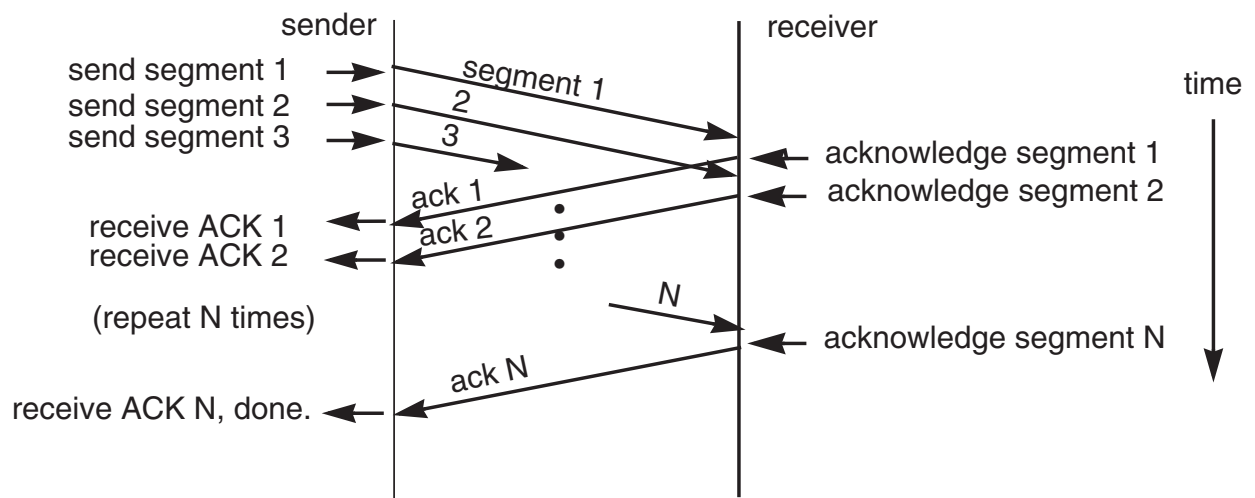 sender
receiver
send segment 1
segment 1
time
send segment 2
2
send segment 3
3
acknowledge segment 1
ack 1
acknowledge segment 2
receive ACK 1
ack 2
receive ACK 2
N
(repeat N times)
acknowledge segment N
ack N
receive ACK N, done.